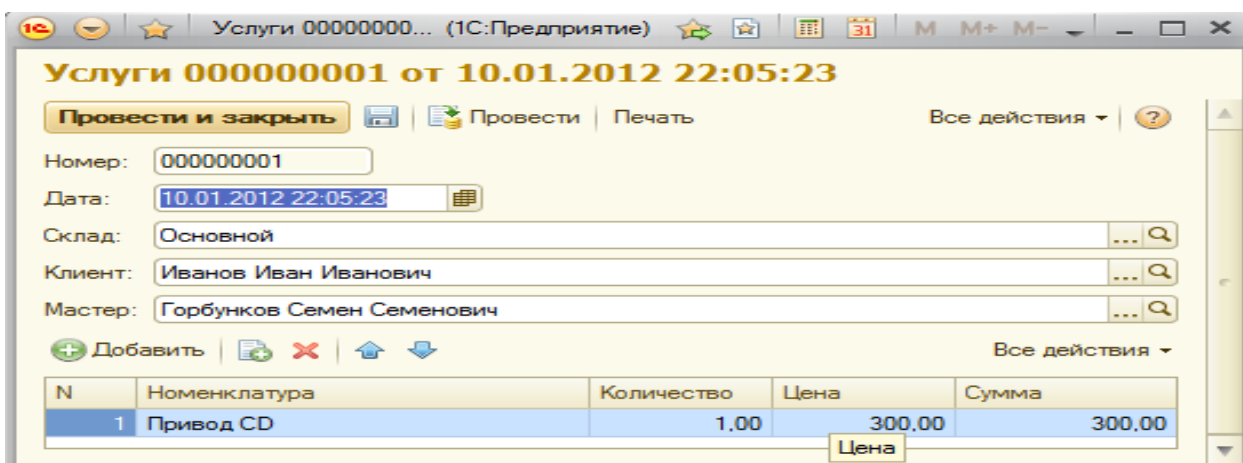 1С Услуги 00000000... (1С:Предприятие) 31 M M+ M-
Услуги 000000001 от 10.01.2012 22:05:23
Провести и закрыть Провести Печать Все действия ?
Номер: 000000001
Дата: 10.01.2012 22:05:23
Склад: Основной ...
Клиент: Иванов Иван Иванович ...
Мастер: Горбунков Семен Семенович ...
Добавить Все действия
N Номенклатура Количество Цена Сумма
1 Привод CD 1,00 300,00 300,00
Цена